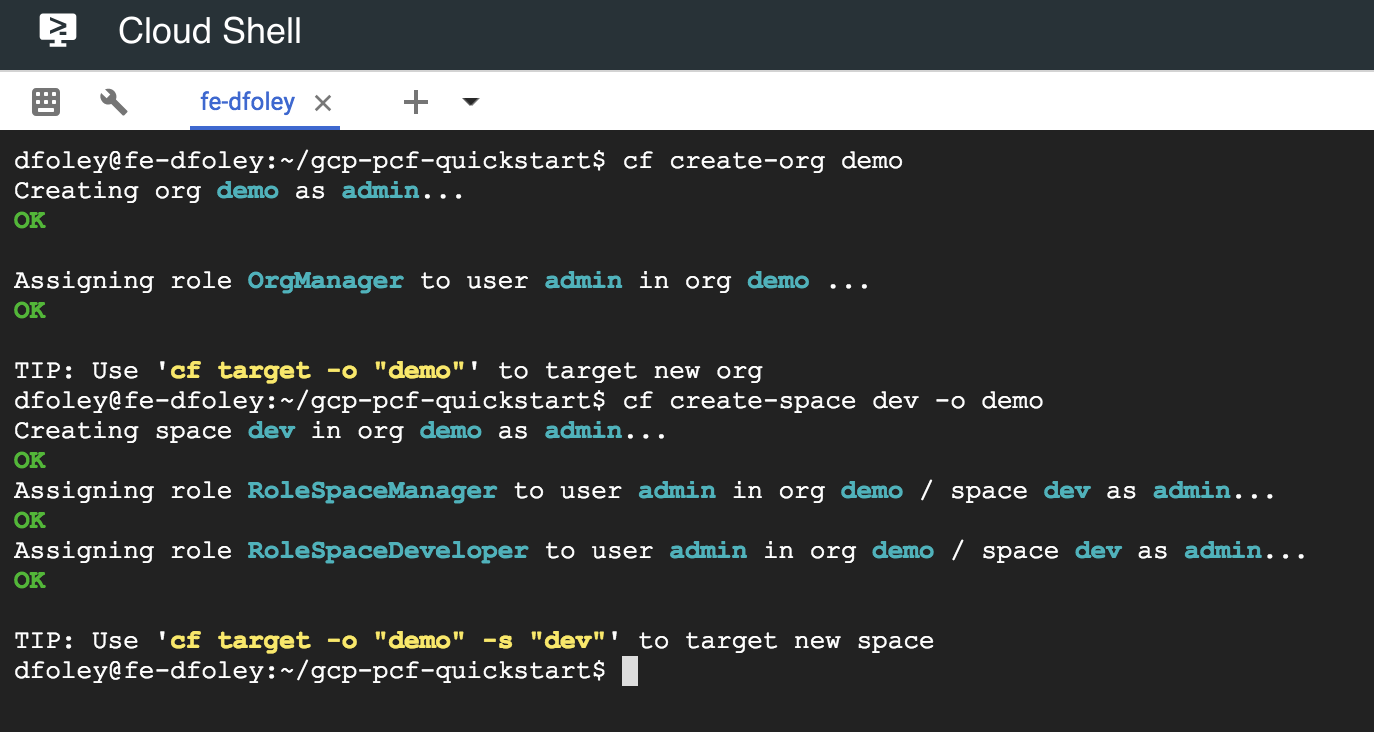 Cloud Shell
fe-dfoley
dfoley@fe-dfoley:~/gcp-pcf-quickstart$ cf create-org demo
Creating org demo as admin...
OK
Assigning role OrgManager to user admin in org demo ...
OK
TIP: Use 'cf target -o "demo"' to target new org
dfoley@fe-dfoley:~/gcp-pcf-quickstart$ cf create-space dev -o demo
Creating space dev in org demo as admin...
OK
Assigning role RoleSpaceManager to user admin in org demo / space dev as admin...
OK
Assigning role RoleSpaceDeveloper to user admin in org demo / space dev as admin...
OK
TIP: Use 'cf target -o "demo" -s "dev"' to target new space
dfoley@fe-dfoley:~/gcp-pcf-quickstart$